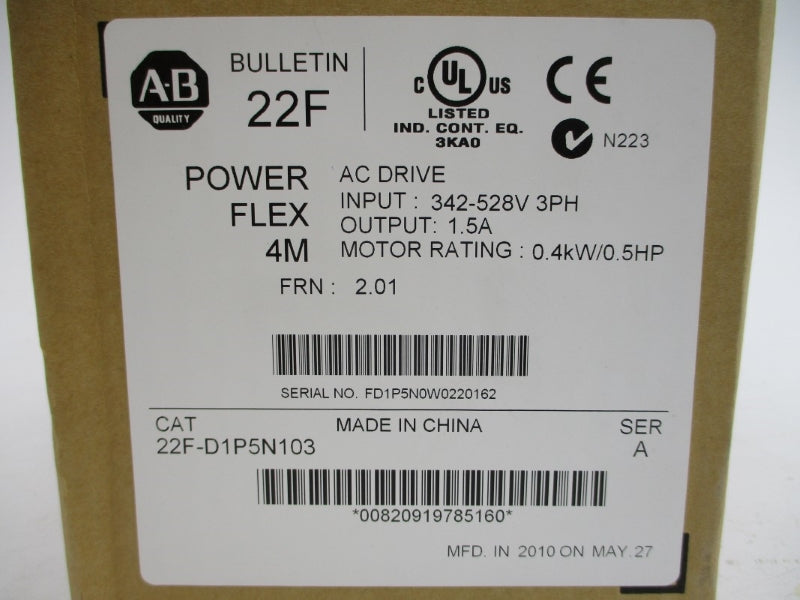 A·B
QUALITY
BULLETIN
22F
c UL US
LISTED
IND. CONT. EQ.
3KA0
CE
N223
POWER
FLEX
4M
AC DRIVE
INPUT : 342-528V 3PH
OUTPUT: 1.5A
MOTOR RATING : 0.4kW/0.5HP
FRN : 2.01
SERIAL NO. FD1P5N0W0220162
CAT
22F-D1P5N103
MADE IN CHINA
SER
A
*00820919785160*
MFD. IN 2010 ON MAY. 27